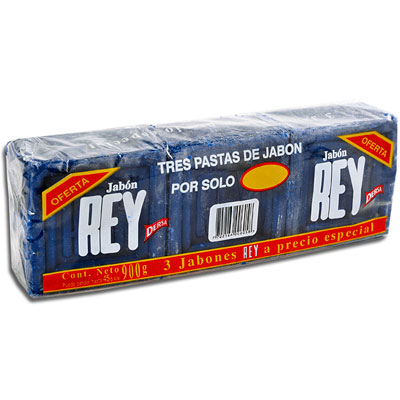 OFERTA
Jabón
REY
DERSA
Cont. Neto 900g
TRES PASTAS DE JABON
POR SOLO
OFERTA
Jabón
REY
DERSA
3 Jabones REY a precio especial